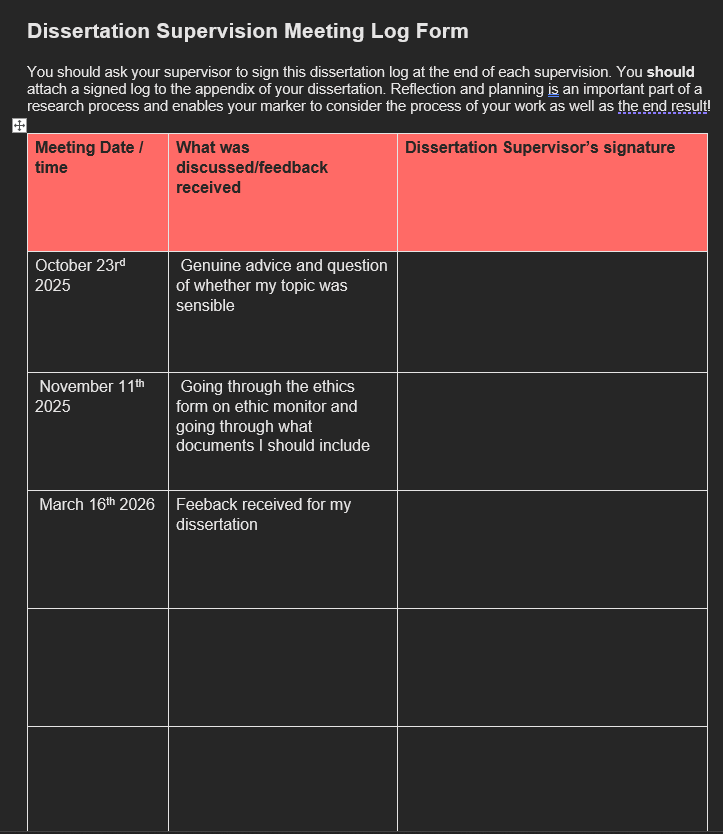 Dissertation Supervision Meeting Log Form
You should ask your supervisor to sign this dissertation log at the end of each supervision. You should
attach a signed log to the appendix of your dissertation. Reflection and planning is an important part of a
research process and enables your marker to consider the process of your work as well as the end result!
Meeting Date /
time
What was
discussed/feedback
received
Dissertation Supervisor’s signature
October 23rd
2025
Genuine advice and question
of whether my topic was
sensible
November 11th
2025
Going through the ethics
form on ethic monitor and
going through what
documents I should include
March 16th 2026
Feeback received for my
dissertation